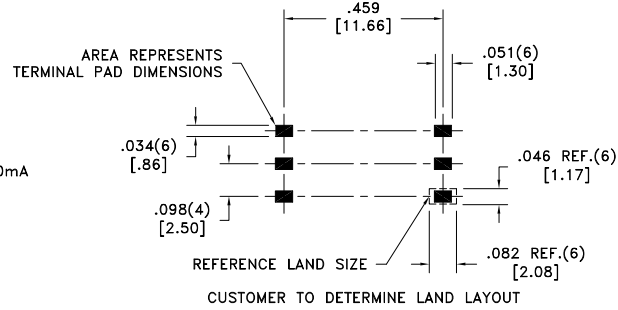 .459
[11.66]
AREA REPRESENTS
TERMINAL PAD DIMENSIONS
.051(6)
[1.30]
.034(6)
[.86]
0mA
.046 REF.(6)
[1.17]
.098(4)
[2.50]
REFERENCE LAND SIZE
.082 REF.(6)
[2.08]
CUSTOMER TO DETERMINE LAND LAYOUT